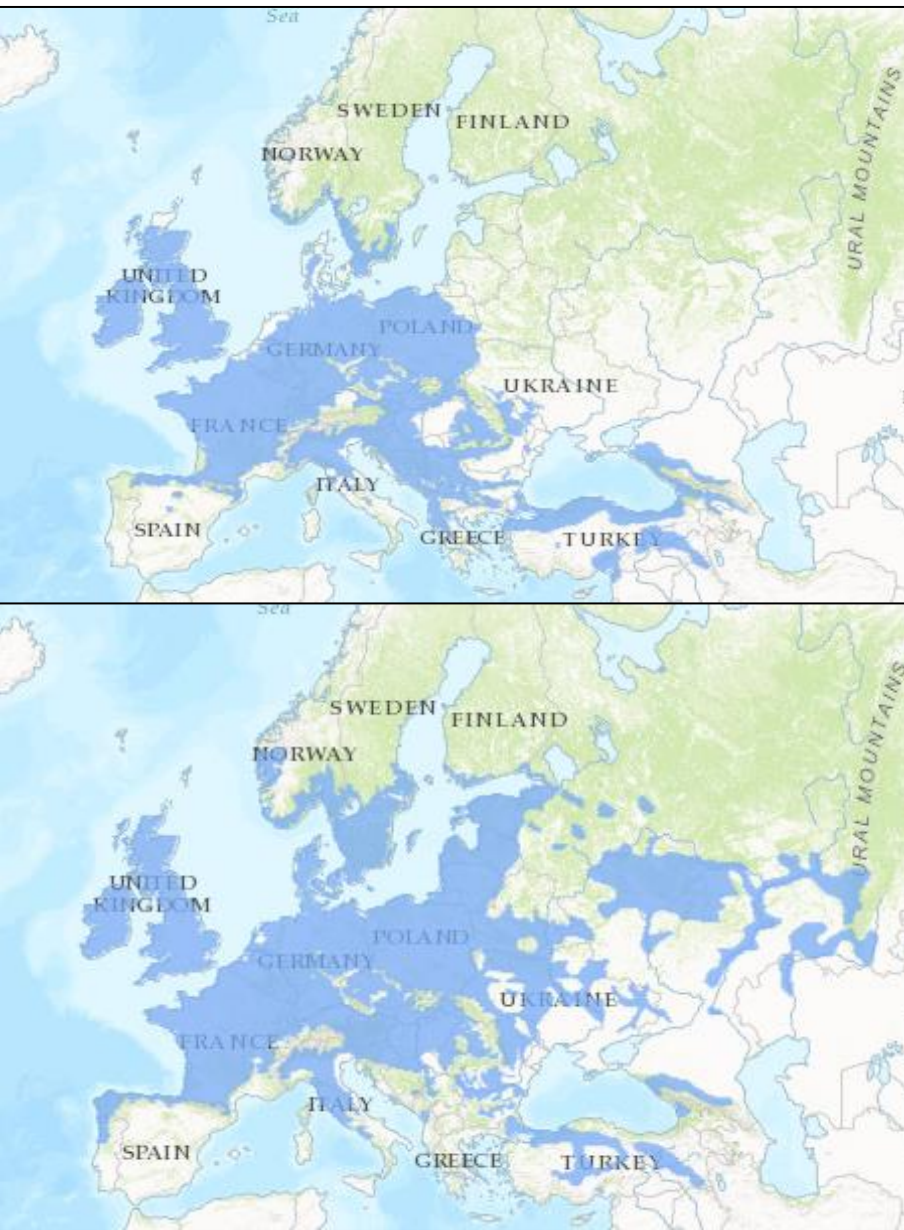 Sea
SWEDEN
FINLAND
NORWAY
URAL MOUNTAINS
UNITED
KINGDOM
POLAND
GERMANY
UKRAINE
FRANCE
ITALY
SPAIN
GREECE
TURKEY
Sea
SWEDEN
FINLAND
NORWAY
URAL MOUNTAINS
UNITED
KINGDOM
POLAND
GERMANY
UKRAINE
FRANCE
ITALY
SPAIN
GREECE
TURKEY